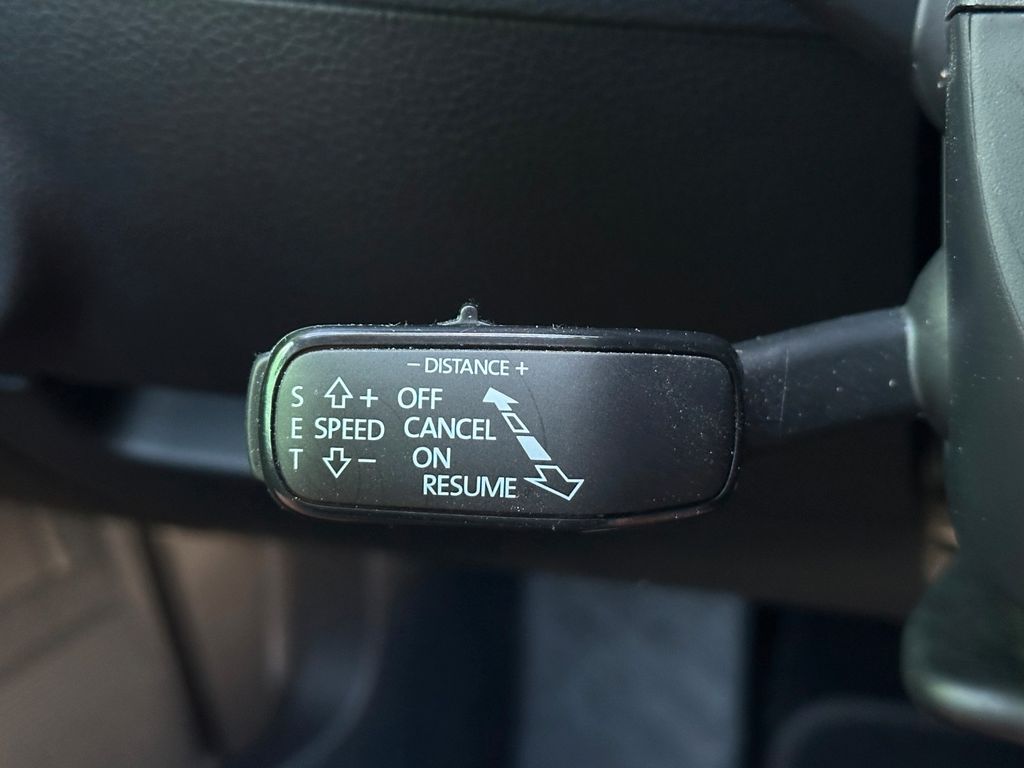 – DISTANCE +
S + OFF
E SPEED CANCEL
T – ON
RESUME